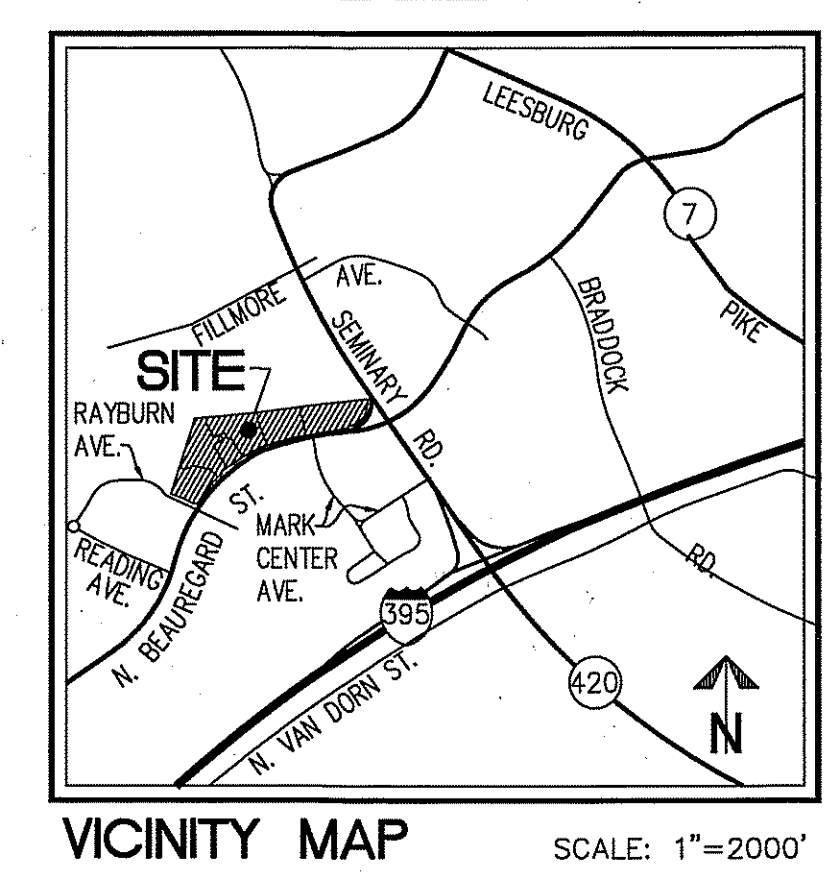 LEESBURG
7
PIKE
BRADDOCK
RD.
FILLMORE
AVE.
SEMINARY
RD.
SITE
RAYBURN
AVE.
READING
AVE.
N. BEAUREGARD
ST.
MARK
CENTER
AVE.
395
N. VAN DORN ST.
420
N
VICINITY MAP
SCALE: 1"=2000'